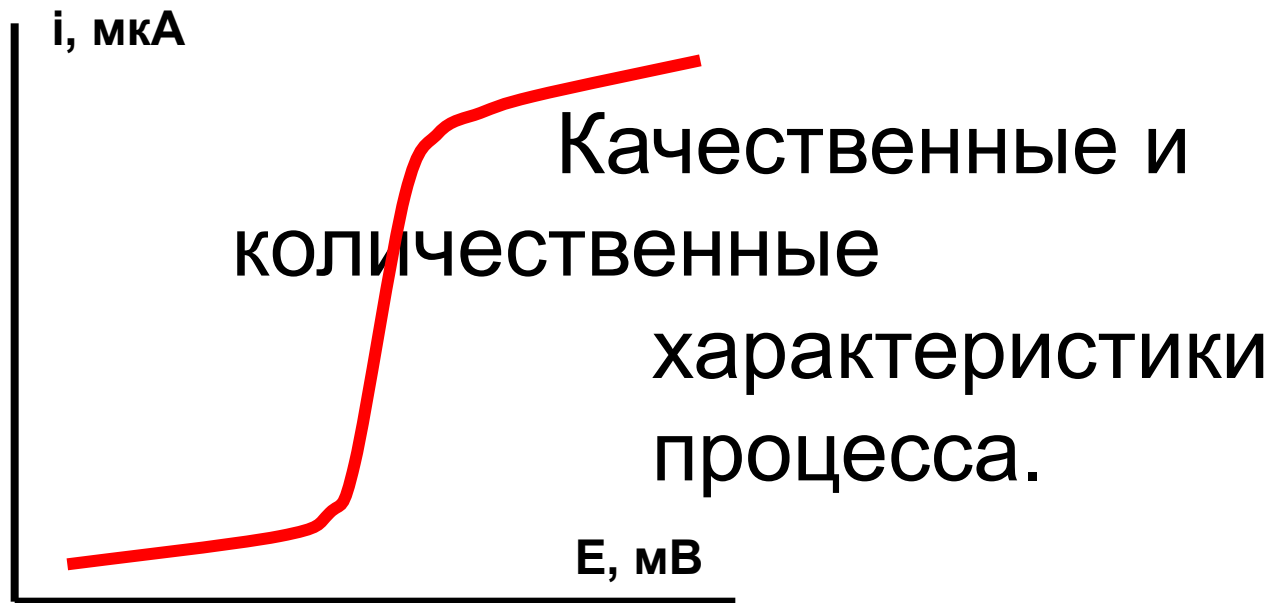 i, мкА
Качественные и
количественные
характеристики
процесса.
E, мВ